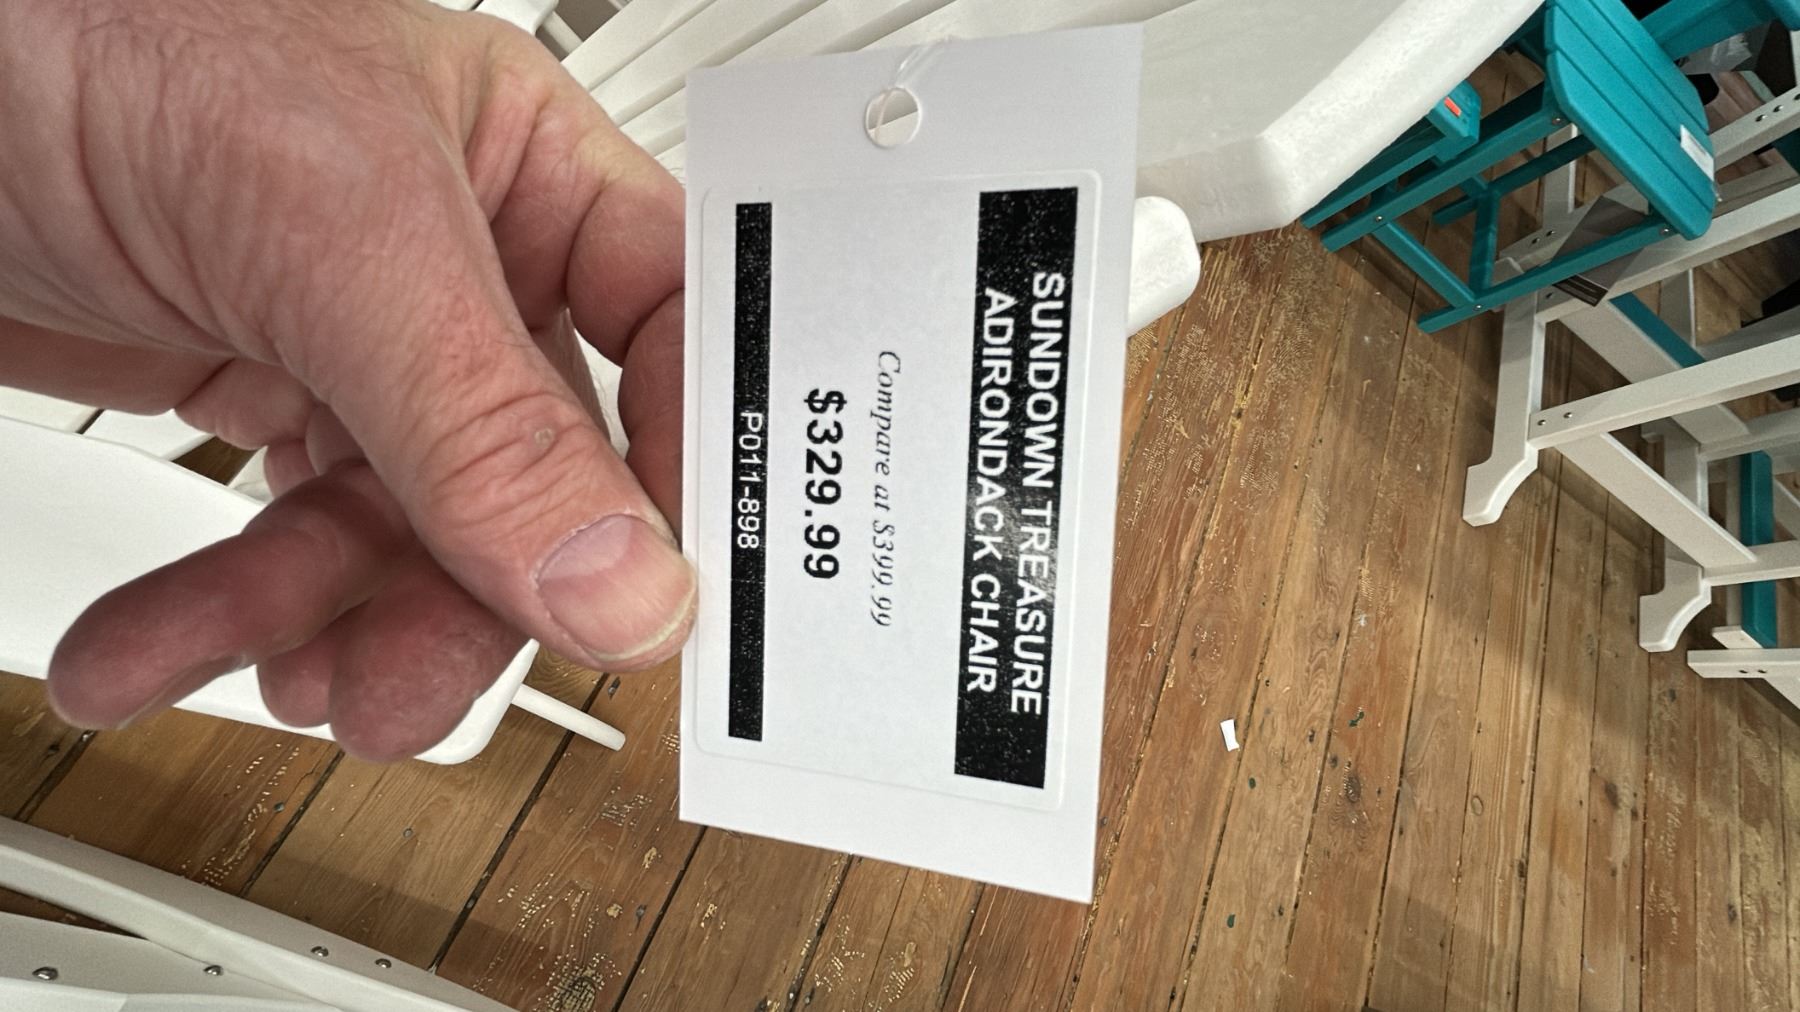 SUNDOWN TREASURE
ADIRONDACK CHAIR
Compare at $399.99
$329.99
P011-898